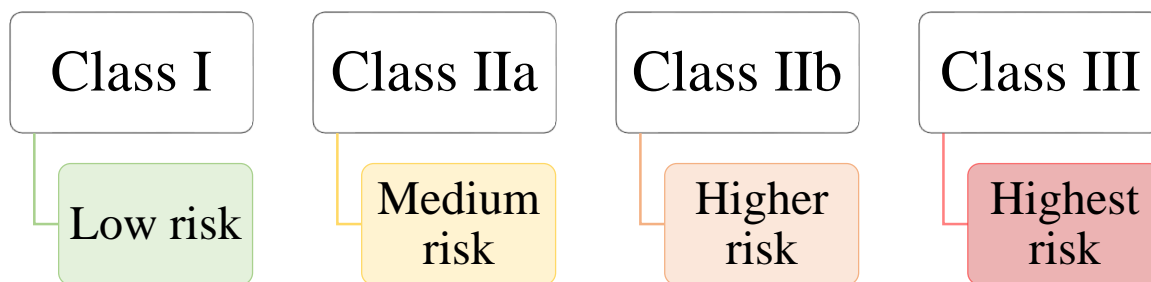 Class I
Class IIa
Class IIb
Class III
Low risk
Medium
risk
Higher
risk
Highest
risk